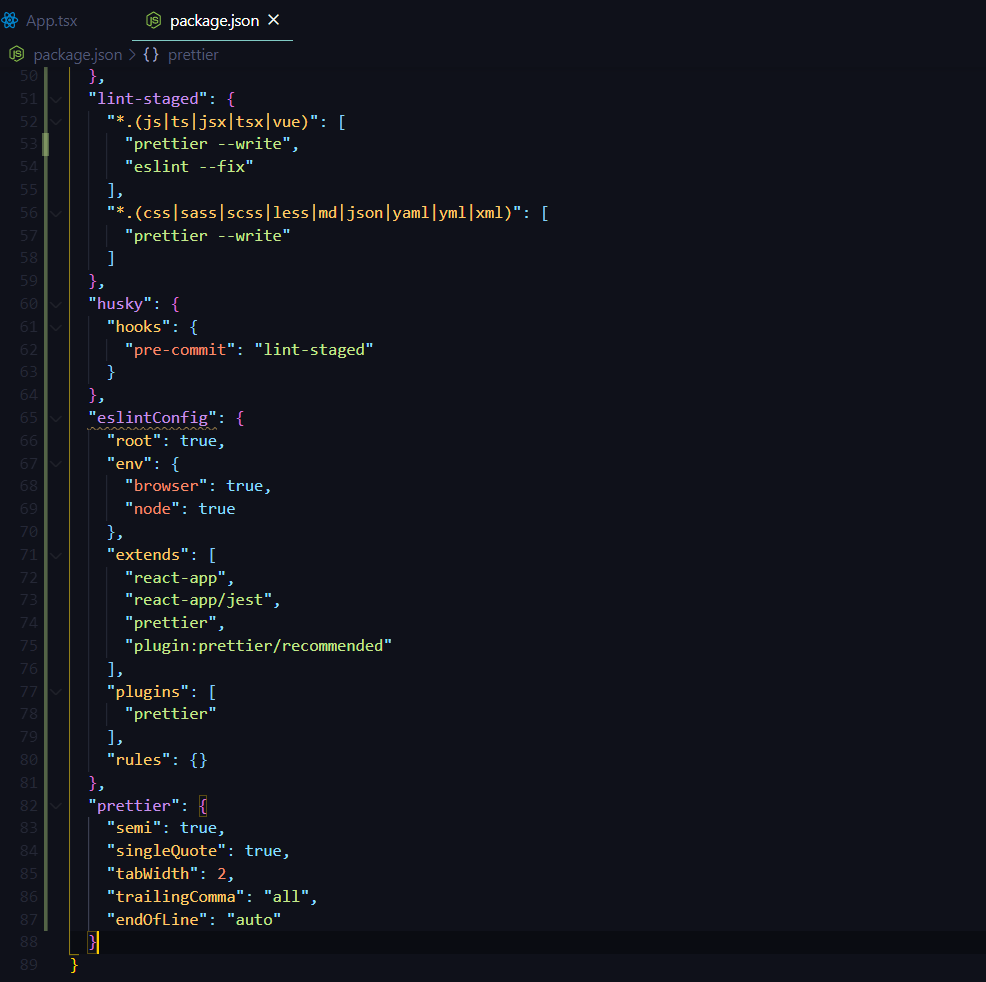 App.tsx
package.json
package.json > {} prettier
50 },
51 "lint-staged": {
52 "*.(js|ts|jsx|tsx|vue)": [
53 "prettier --write",
54 "eslint --fix"
55 ],
56 "*.(css|sass|scss|less|md|json|yaml|yml|xml)": [
57 "prettier --write"
58 ]
59 },
60 "husky": {
61 "hooks": {
62 "pre-commit": "lint-staged"
63 }
64 },
65 "eslintConfig": {
66 "root": true,
67 "env": {
68 "browser": true,
69 "node": true
70 },
71 "extends": [
72 "react-app",
73 "react-app/jest",
74 "prettier",
75 "plugin:prettier/recommended"
76 ],
77 "plugins": [
78 "prettier"
79 ],
80 "rules": {}
81 },
82 "prettier": {
83 "semi": true,
84 "singleQuote": true,
85 "tabWidth": 2,
86 "trailingComma": "all",
87 "endOfLine": "auto"
88 }
89 }